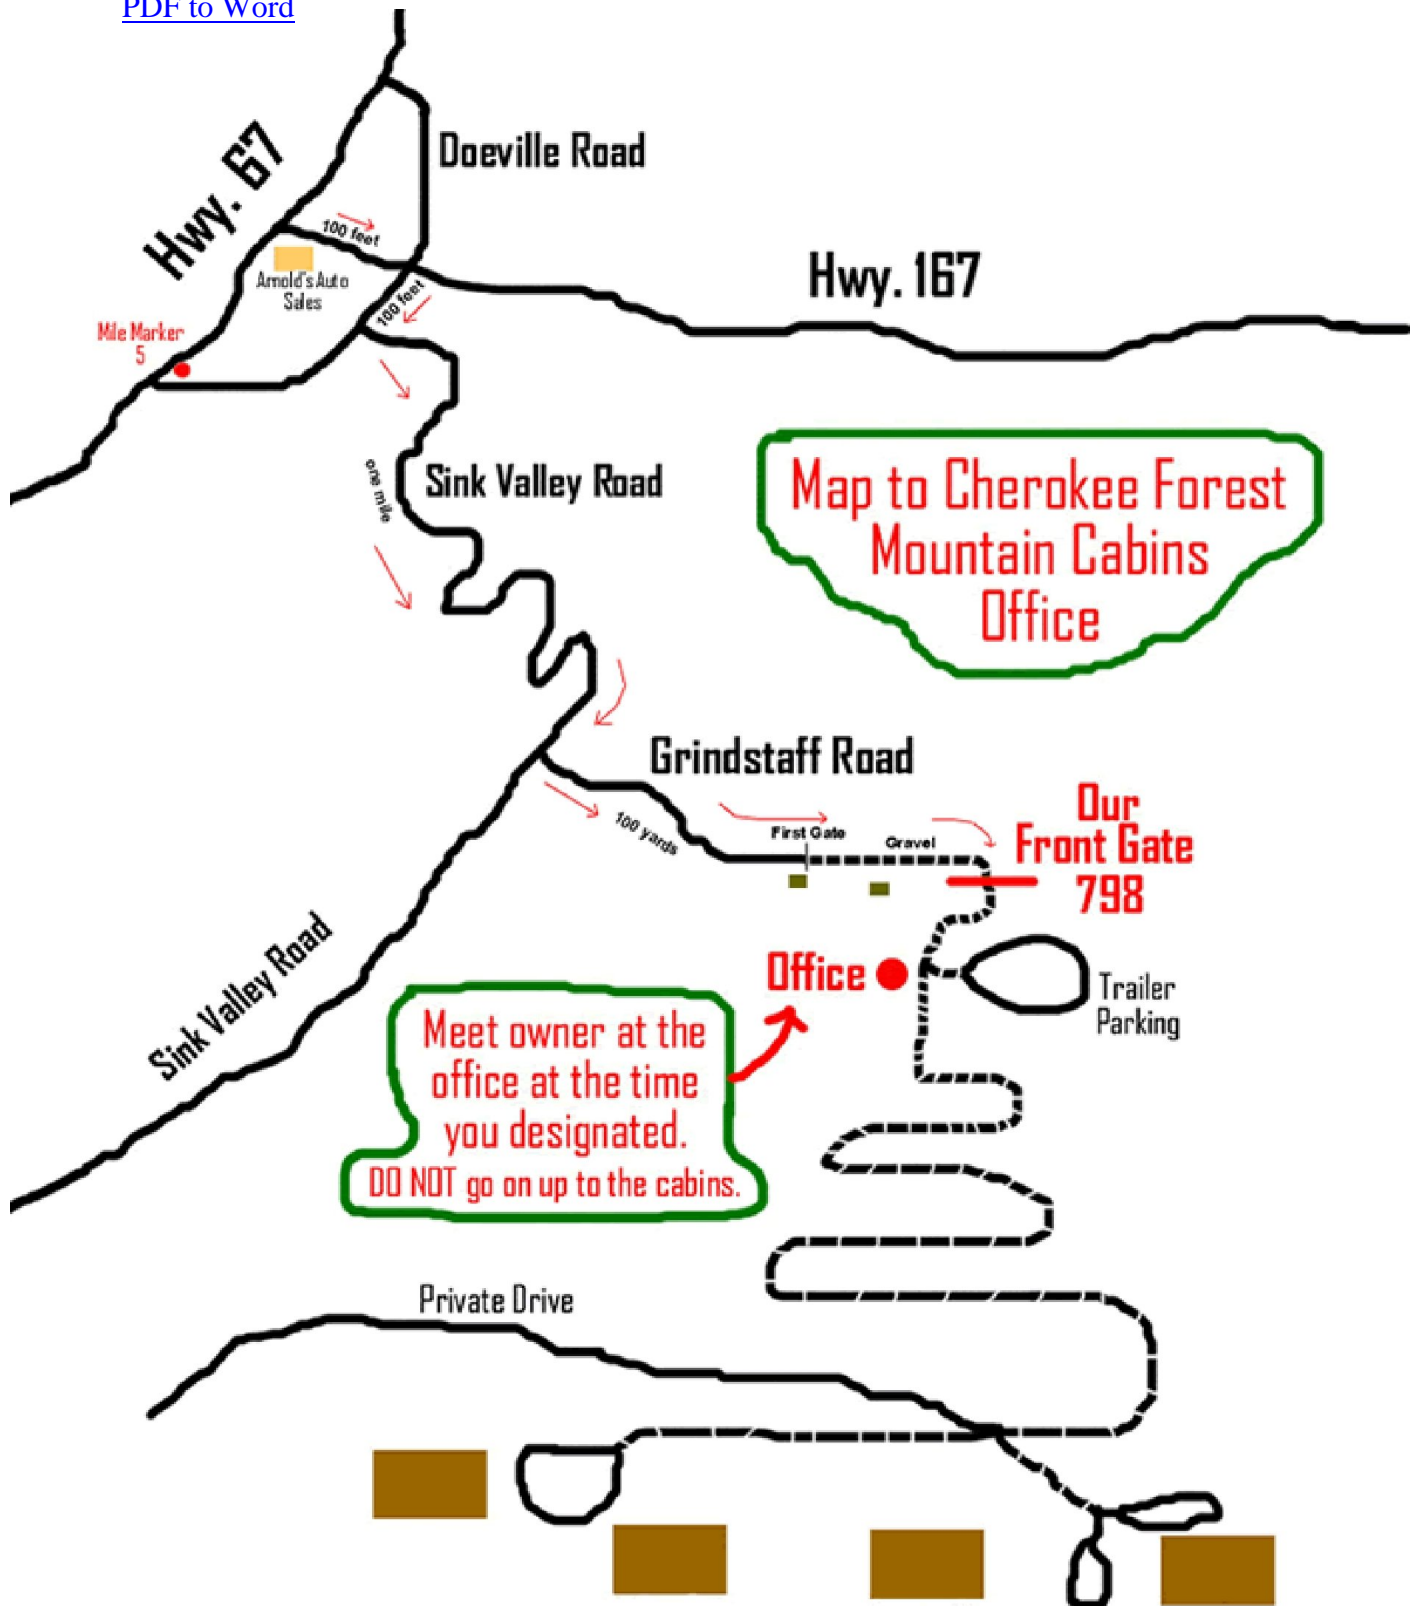 PDF to Word
Doeville Road
Hwy. 67
100 feet
Hwy. 167
Arnold's Auto
Sales
100 feet
Mile Marker
5
one mile
Sink Valley Road
Map to Cherokee Forest
Mountain Cabins
Office
Grindstaff Road
100 yards
First Gate
Gravel
Our
Front Gate
798
Sink Valley Road
Office
Trailer
Parking
Meet owner at the
office at the time
you designated.
DO NOT go on up to the cabins.
Private Drive